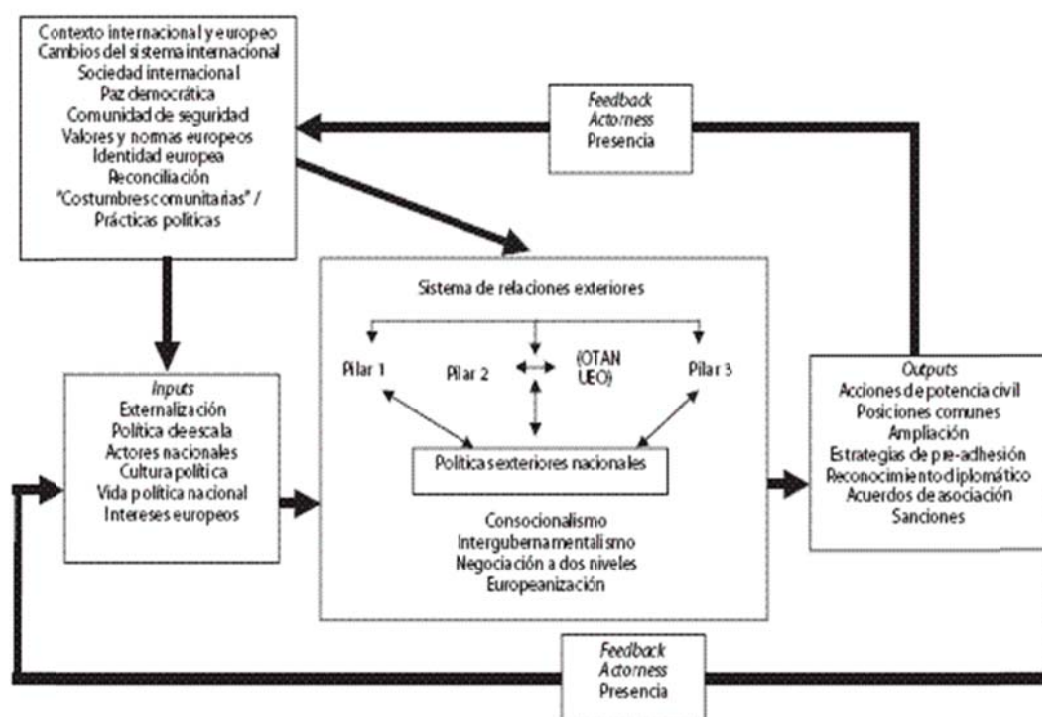 Contexto internacional y europeo
Cambios del sistema internacional
Sociedad internacional
Paz democrática
Comunidad de seguridad
Valores y normas europeos
Identidad europea
Reconciliación
"Costumbres comunitarias" /
Prácticas políticas
Feedback
Actorness
Presencia
Inputs
Externalización
Política de escala
Actores nacionales
Cultura política
Vida política nacional
Intereses europeos
Sistema de relaciones exteriores
Pilar 1
Pilar 2
(OTAN
UEO)
Pilar 3
Políticas exteriores nacionales
Consocionalismo
Intergubernamentalismo
Negociación a dos niveles
Europeanización
Outputs
Acciones de potencia civil
Posiciones comunes
Ampliación
Estrategias de pre-adhesión
Reconocimiento diplomático
Acuerdos de asociación
Sanciones
Feedback
Actorness
Presencia